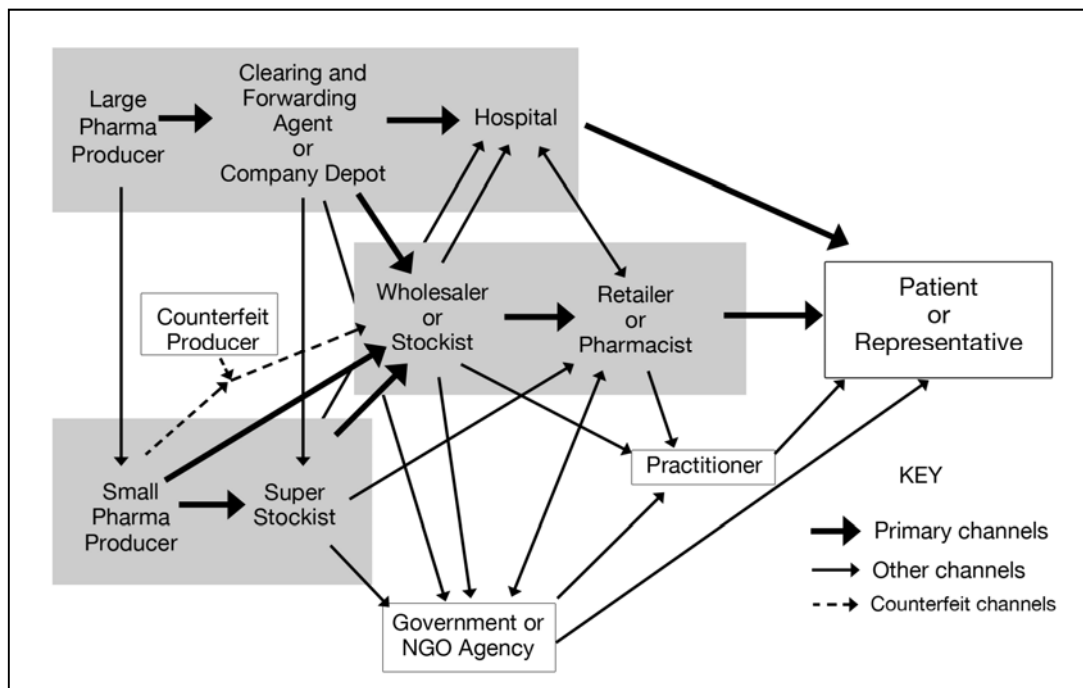 Large
Pharma
Producer
Clearing and
Forwarding
Agent
or
Company Depot
Hospital
Counterfeit
Producer
Wholesaler
or
Stockist
Retailer
or
Pharmacist
Patient
or
Representative
Small
Pharma
Producer
Super
Stockist
Practitioner
Government or
NGO Agency
KEY
Primary channels
Other channels
Counterfeit channels